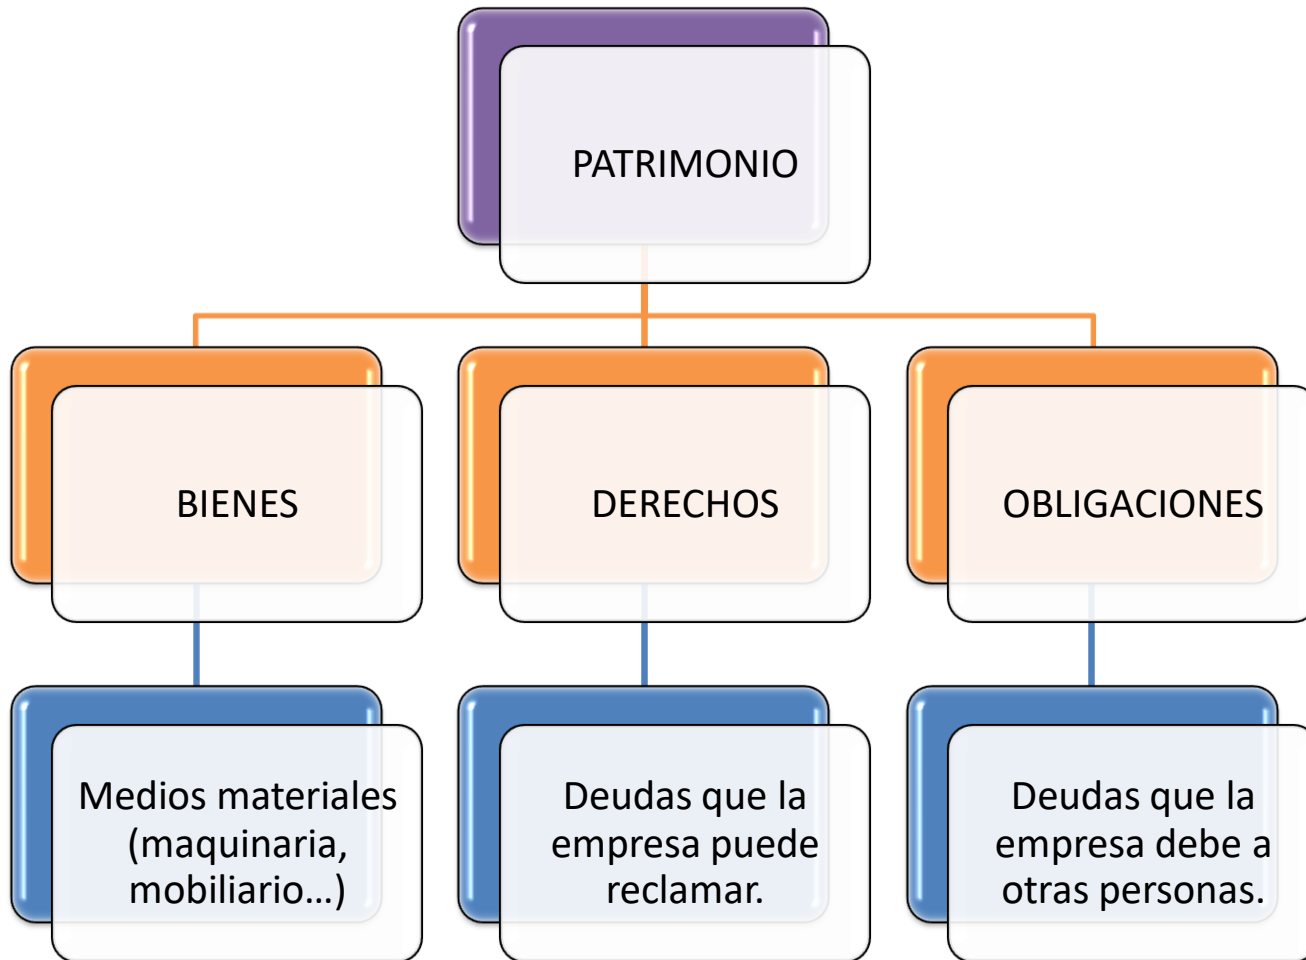 PATRIMONIO
BIENES
DERECHOS
OBLIGACIONES
Medios materiales
(maquinaria,
mobiliario…)
Deudas que la
empresa puede
reclamar.
Deudas que la
empresa debe a
otras personas.